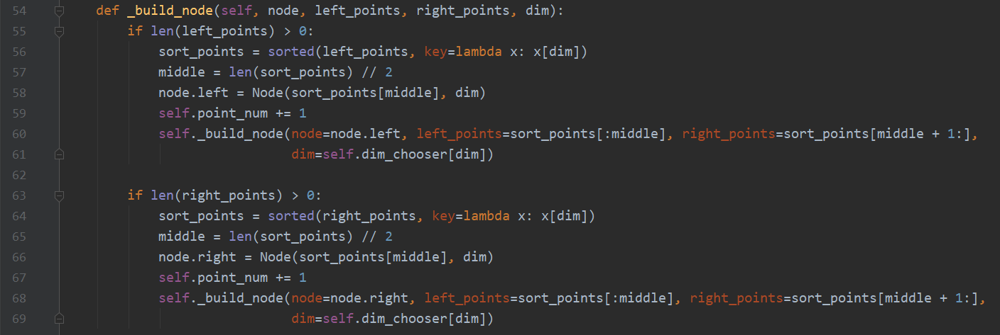 54 def _build_node(self, node, left_points, right_points, dim):
55 if len(left_points) > 0:
56 sort_points = sorted(left_points, key=lambda x: x[dim])
57 middle = len(sort_points) // 2
58 node.left = Node(sort_points[middle], dim)
59 self.point_num += 1
60 self._build_node(node=node.left, left_points=sort_points[:middle], right_points=sort_points[middle + 1:],
61 dim=self.dim_chooser[dim])
62
63 if len(right_points) > 0:
64 sort_points = sorted(right_points, key=lambda x: x[dim])
65 middle = len(sort_points) // 2
66 node.right = Node(sort_points[middle], dim)
67 self.point_num += 1
68 self._build_node(node=node.right, left_points=sort_points[:middle], right_points=sort_points[middle + 1:],
69 dim=self.dim_chooser[dim])